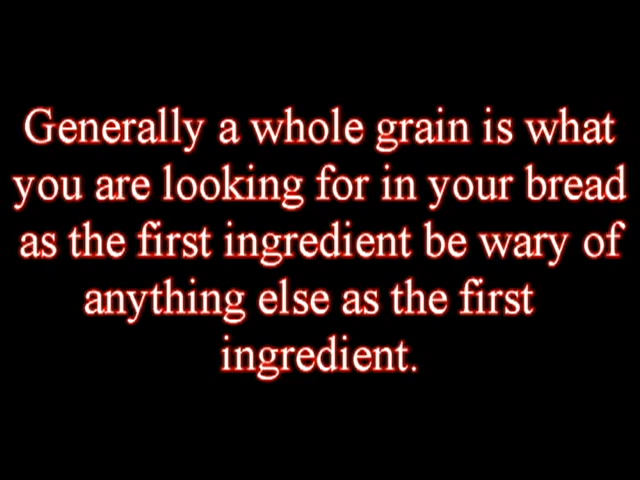 Generally a whole grain is what
you are looking for in your bread
as the first ingredient be wary of
anything else as the first
ingredient.